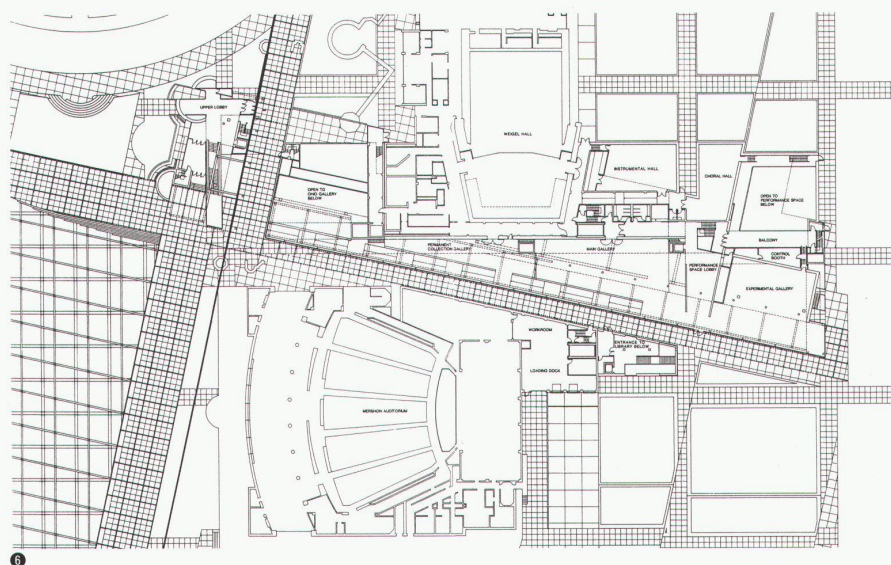 UPPER LOBBY
WEIGEL HALL
INSTRUMENTAL HALL
CHORAL HALL
OPEN TO
OHIO GALLERY
BELOW
OPEN TO
PERFORMANCE SPACE
BELOW
BALCONY
PERMANENT
COLLECTION GALLERY
MAIN GALLERY
CONTROL
BOOTH
PERFORMANCE
SPACE LOBBY
EXPERIMENTAL GALLERY
WORKROOM
ENTRANCE TO
LIBRARY BELOW
LOADING DOCK
MERSHON AUDITORIUM
6